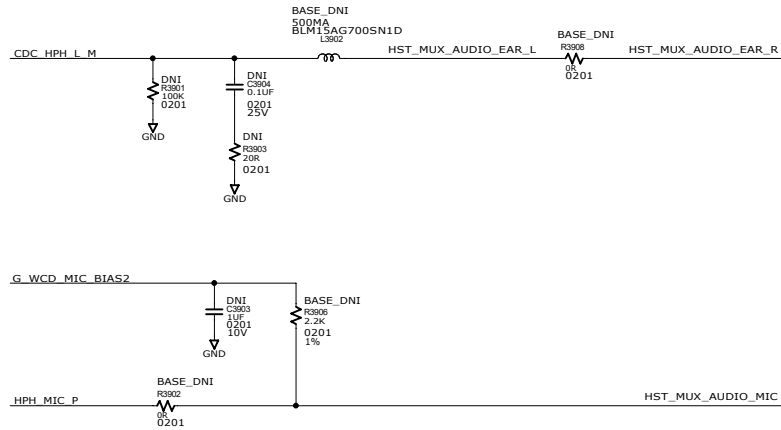 BASE_DNI
500MA
BLM15AG700SN1D
L3902
CDC_HPH_L_M
HST_MUX_AUDIO_EAR_L
BASE_DNI
R3908
0R
0201
HST_MUX_AUDIO_EAR_R
DNI
R3901
100K
0201
GND
DNI
C3904
0.1UF
0201
25V
DNI
R3903
20R
0201
GND
G_WCD_MIC_BIAS2
DNI
C3903
1UF
0201
10V
GND
BASE_DNI
R3906
2.2K
0201
1%
HPH_MIC_P
BASE_DNI
R3902
0R
0201
HST_MUX_AUDIO_MIC